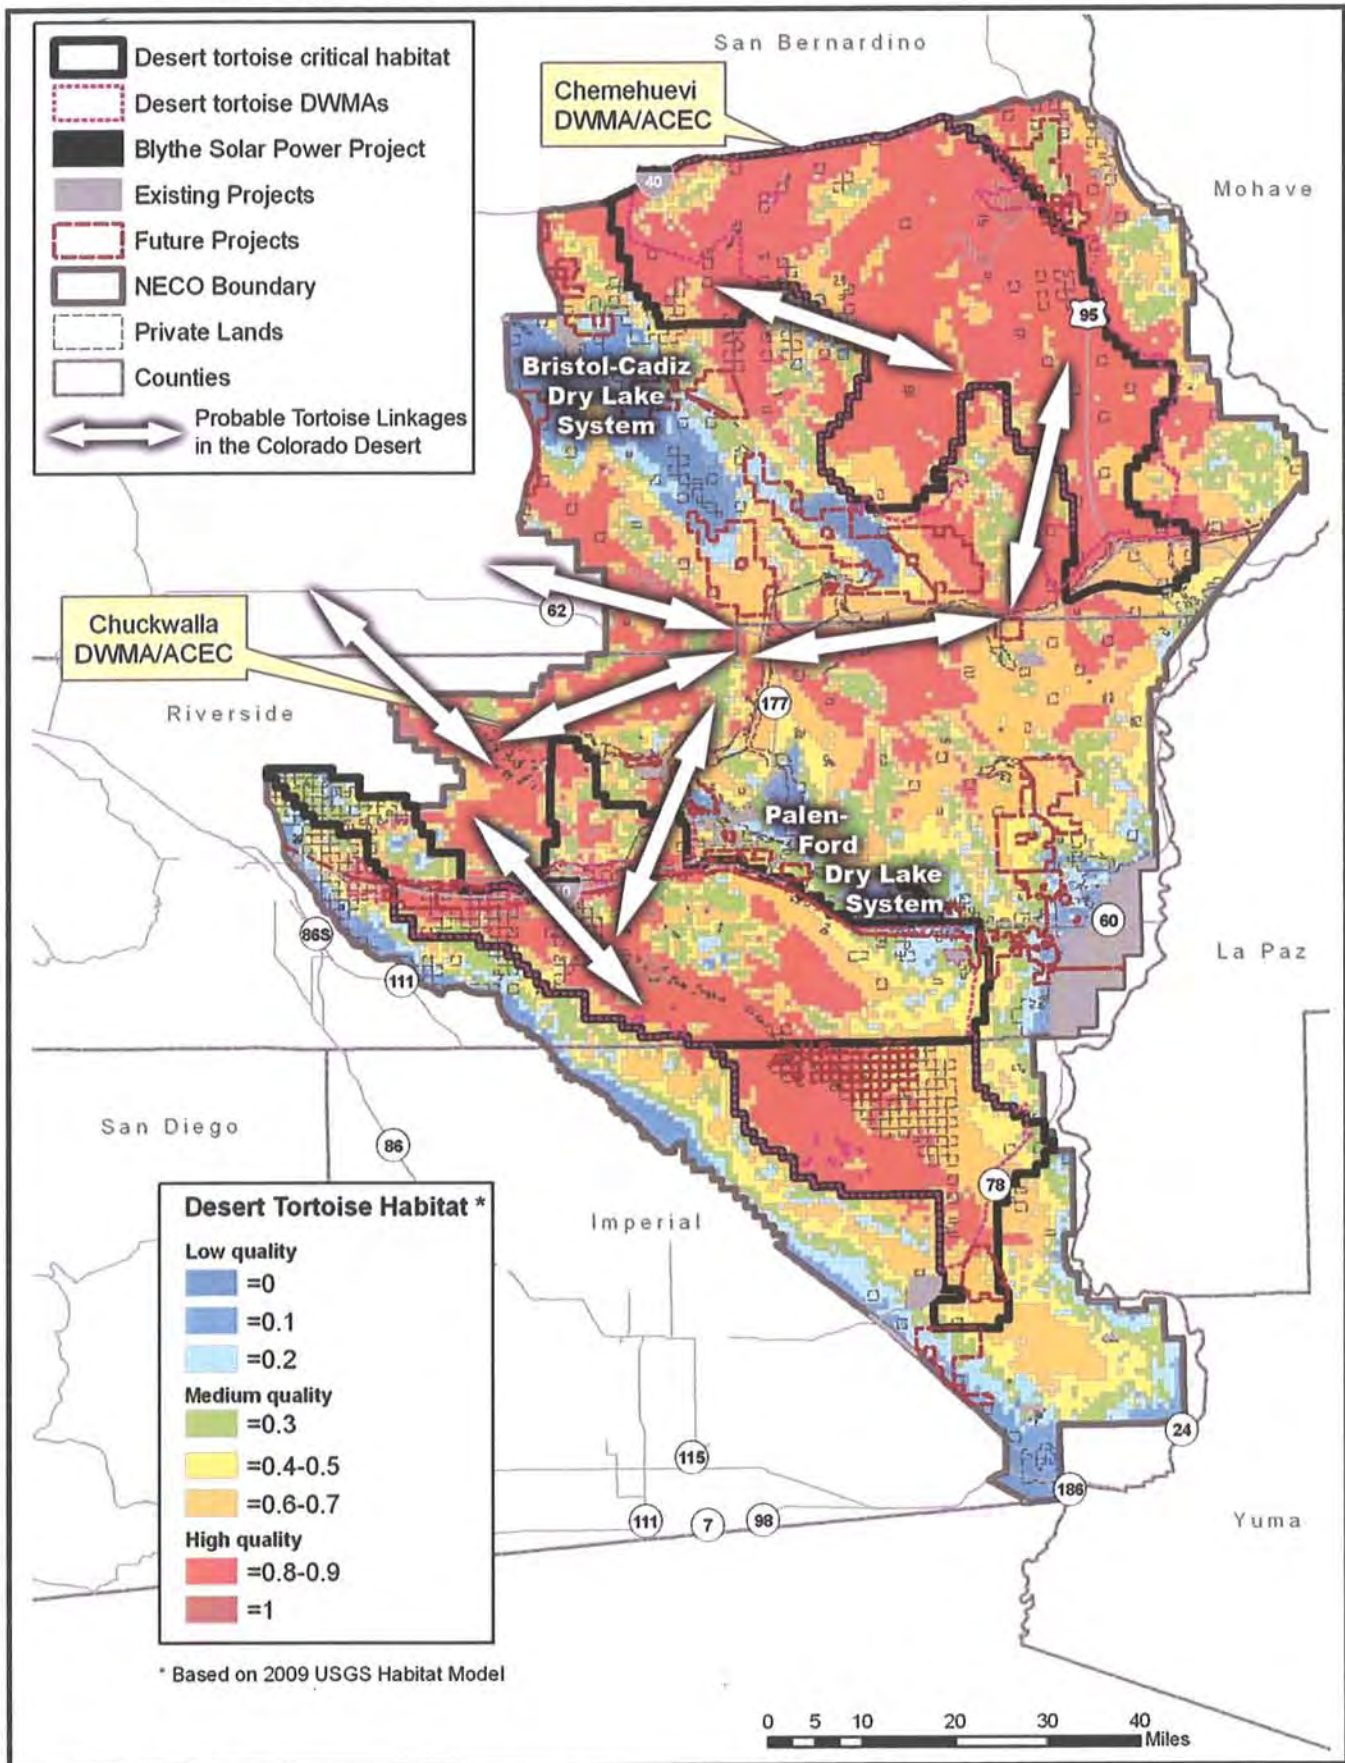 San Bernardino
Desert tortoise critical habitat
Desert tortoise DWMAs
Blythe Solar Power Project
Existing Projects
Future Projects
NECO Boundary
Private Lands
Counties
Probable Tortoise Linkages
in the Colorado Desert
Chemehuevi
DWMA/ACEC
40
Mohave
95
Bristol-Cadiz
Dry Lake
System
62
Chuckwalla
DWMA/ACEC
Riverside
177
Palen-
Ford
Dry Lake
System
60
86S
111
La Paz
San Diego
86
78
Imperial
Desert Tortoise Habitat *
Low quality
=0
=0.1
=0.2
Medium quality
=0.3
=0.4-0.5
=0.6-0.7
High quality
=0.8-0.9
=1
115
24
186
111
7
98
Yuma
* Based on 2009 USGS Habitat Model
0 5 10 20 30 40
Miles